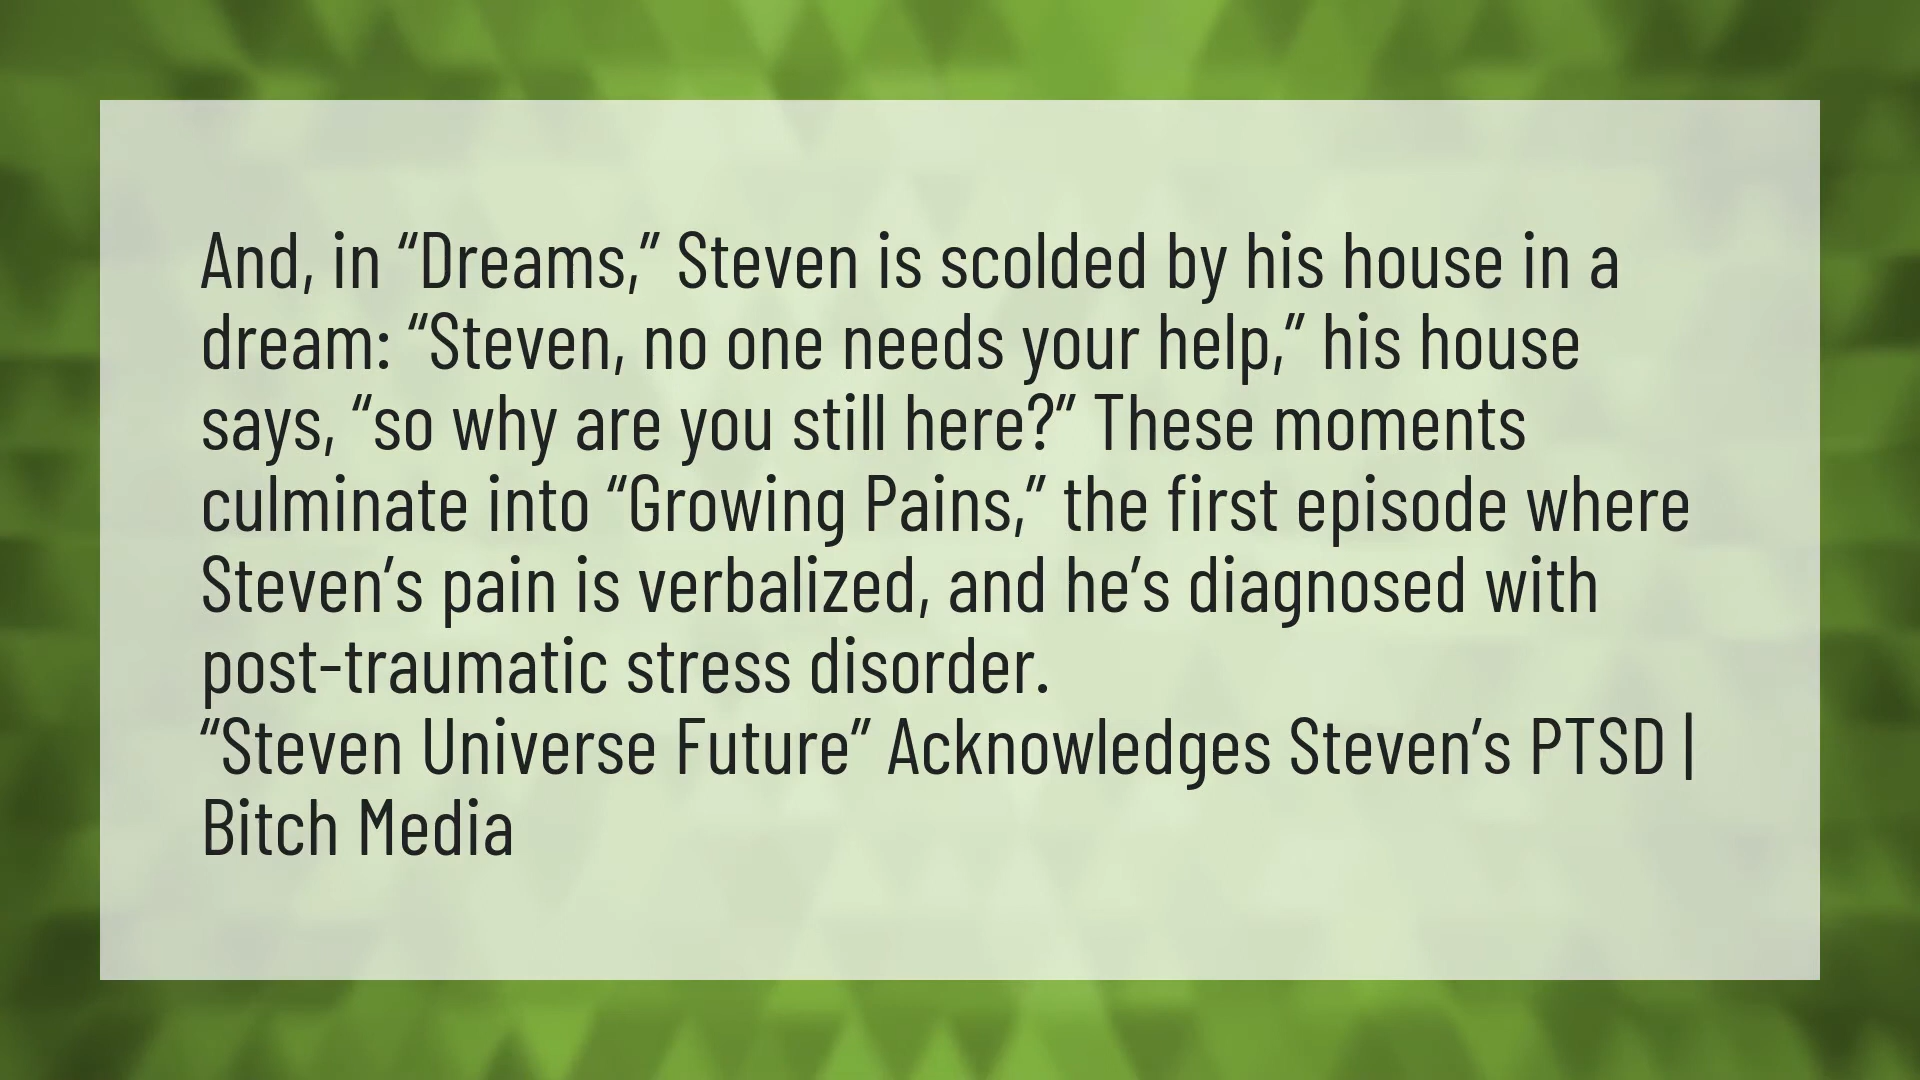 And, in “Dreams,” Steven is scolded by his house in a
dream: “Steven, no one needs your help,” his house
says, “so why are you still here?” These moments
culminate into “Growing Pains,” the first episode where
Steven’s pain is verbalized, and he’s diagnosed with
post-traumatic stress disorder.
“Steven Universe Future” Acknowledges Steven’s PTSD |
Bitch Media